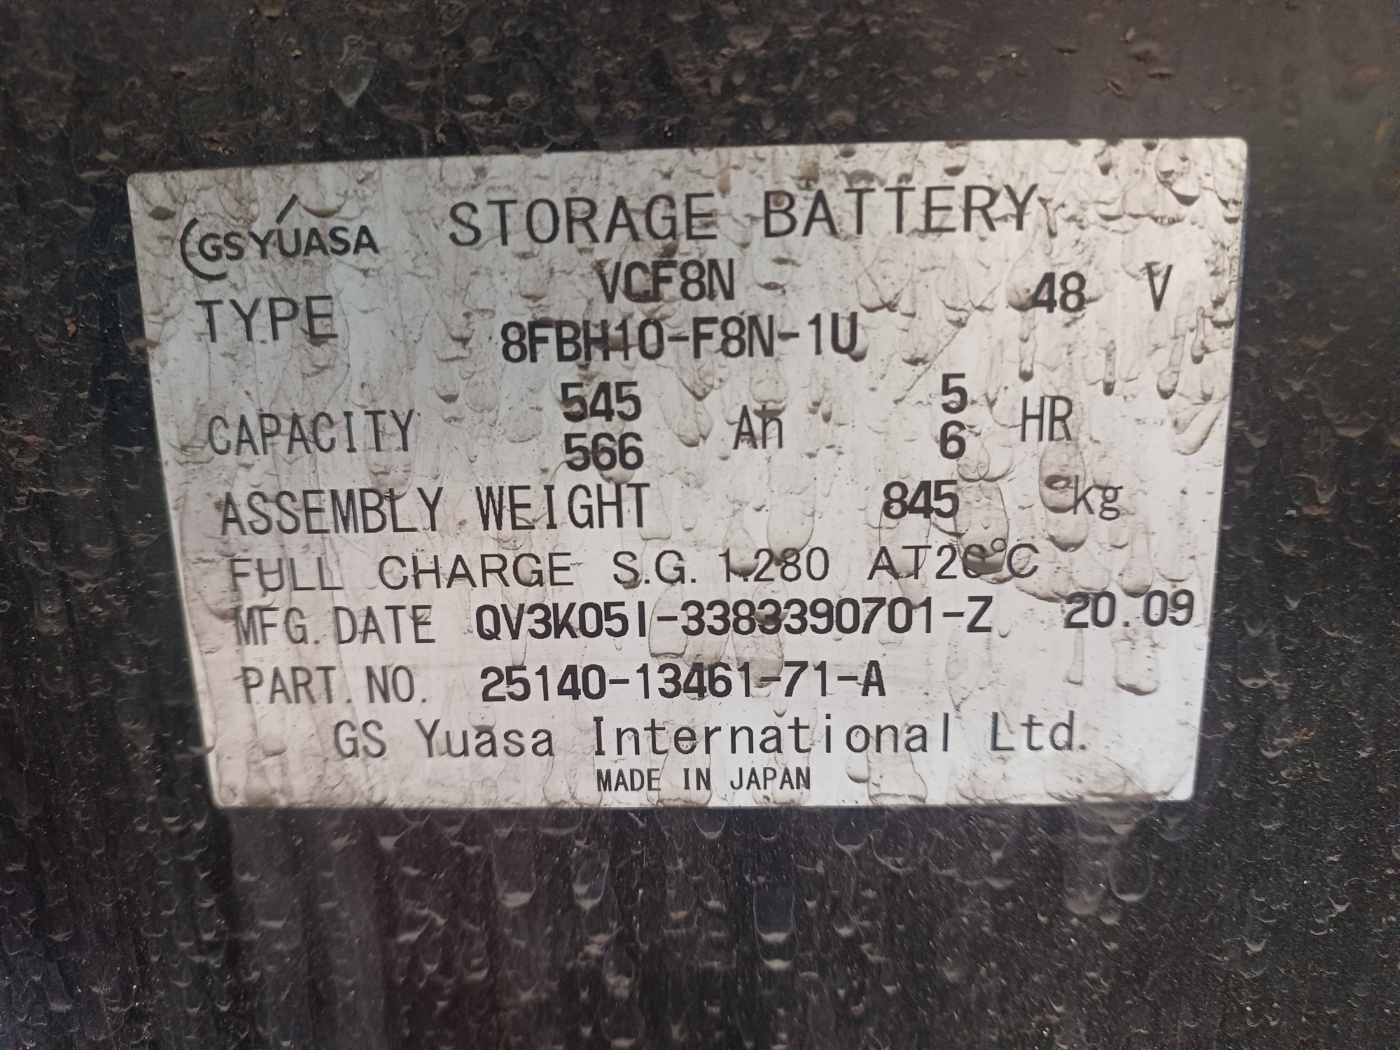 GS YUASA STORAGE BATTERY
TYPE VCF8N 48 V
8FBH10-F8N-1U
CAPACITY 545 Ah 5 HR
566 6
ASSEMBLY WEIGHT 845 kg
FULL CHARGE S.G. 1.280 AT20°C
MFG. DATE QV3K05I-3383390701-Z 20.09
PART. NO. 25140-13461-71-A
GS Yuasa International Ltd.
MADE IN JAPAN